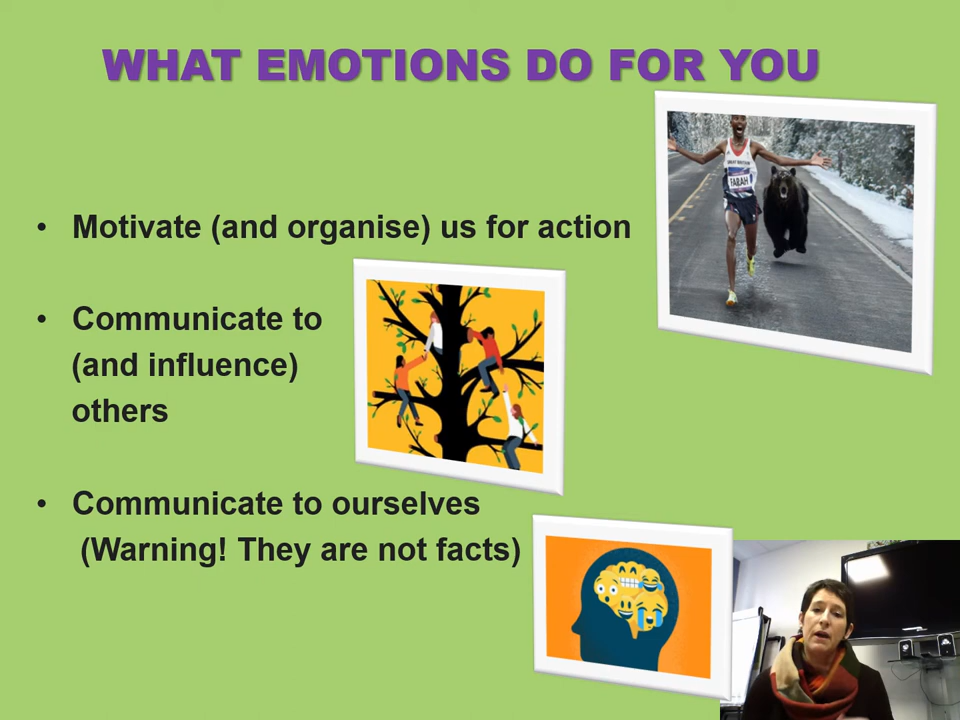 WHAT EMOTIONS DO FOR YOU
• Motivate (and organise) us for action
GREAT BRITAIN
FARAH
• Communicate to
(and influence)
others
• Communicate to ourselves
(Warning! They are not facts)